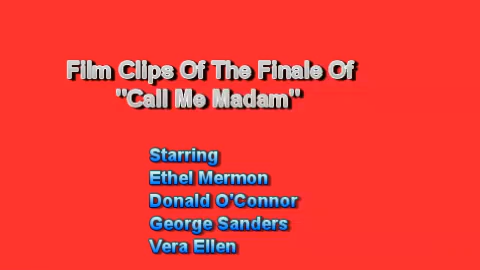 Film Clips Of The Finale Of
"Call Me Madam"
Starring
Ethel Mermon
Donald O'Connor
George Sanders
Vera Ellen